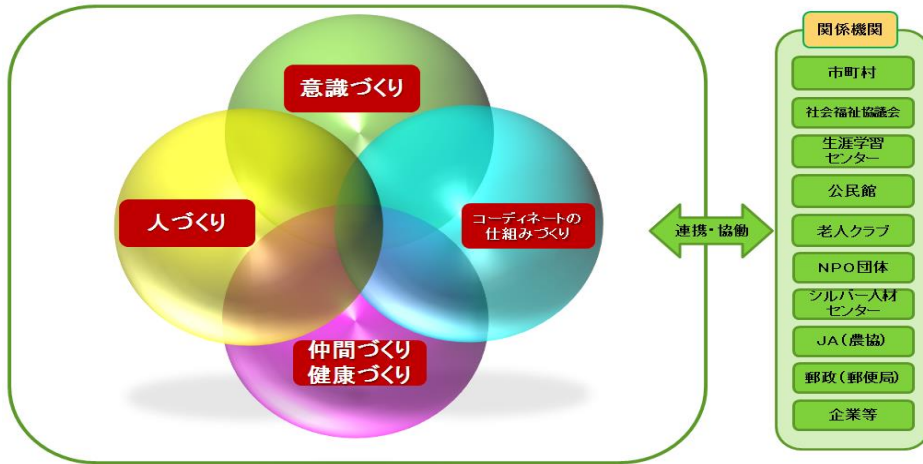 意識づくり
人づくり
コーディネートの
仕組みづくり
仲間づくり
健康づくり
連携・協働
関係機関
市町村
社会福祉協議会
生涯学習
センター
公民館
老人クラブ
NPO団体
シルバー人材
センター
JA(農協)
郵政(郵便局)
企業等